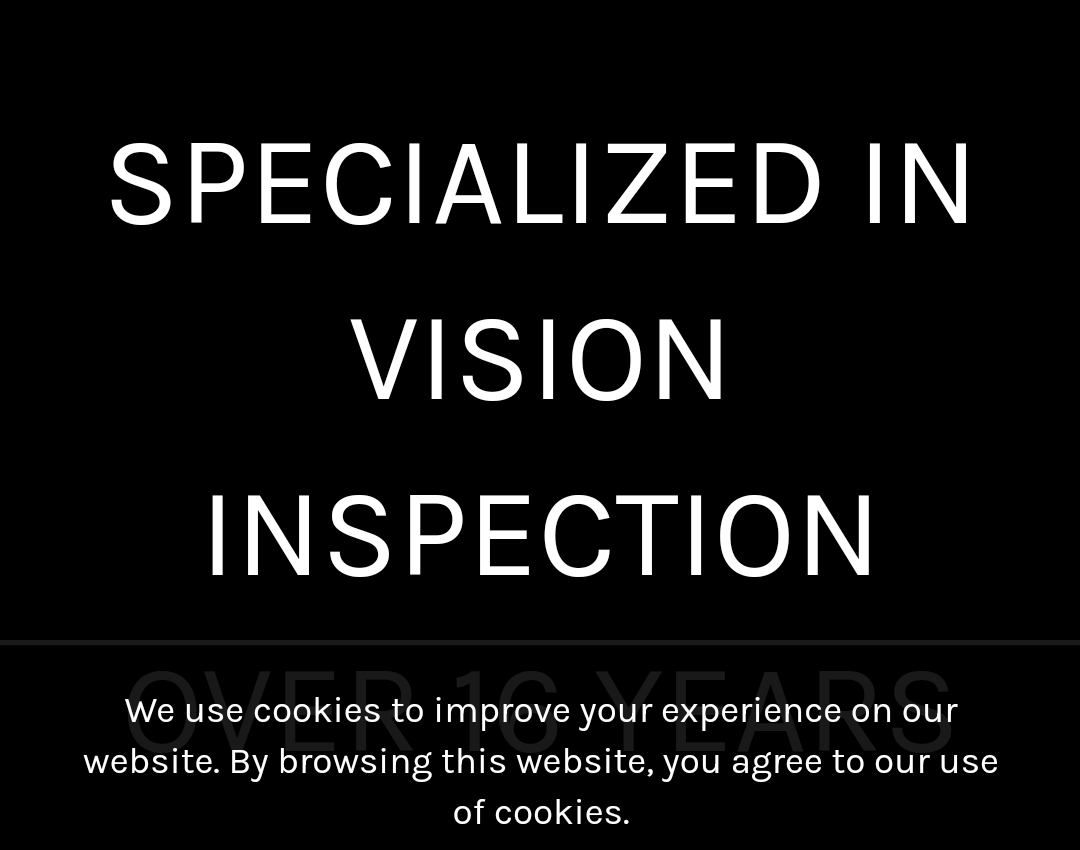 SPECIALIZED IN
VISION
INSPECTION
OVER 16 YEARS
We use cookies to improve your experience on our
website. By browsing this website, you agree to our use
of cookies.